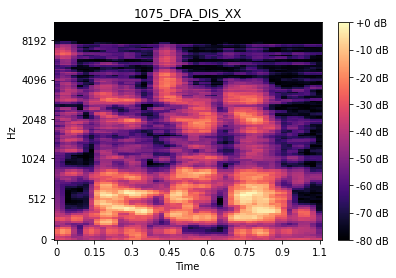 1075_DFA_DIS_XX
Hz
8192
4096
2048
1024
512
0
0 0.15 0.3 0.45 0.6 0.75 0.9 1.1
Time
+0 dB
-10 dB
-20 dB
-30 dB
-40 dB
-50 dB
-60 dB
-70 dB
-80 dB